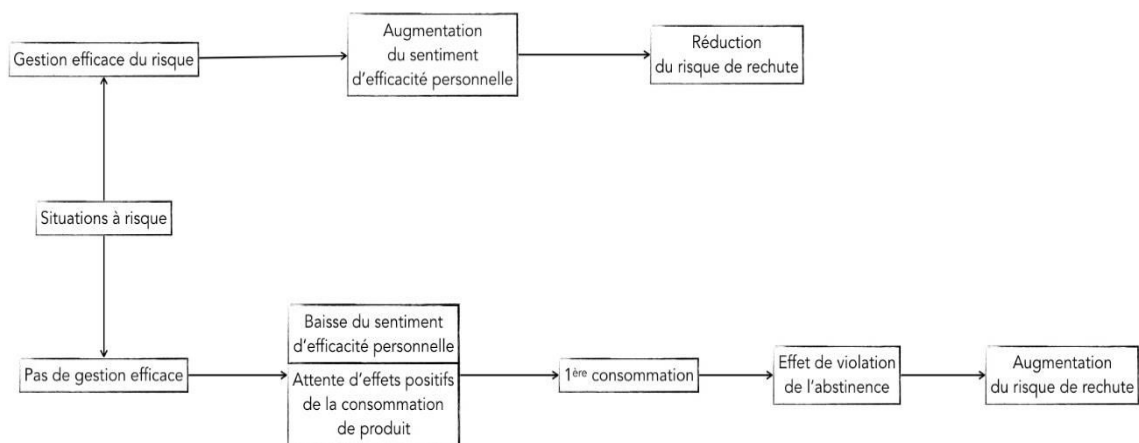 Gestion efficace du risque
Augmentation
du sentiment
d'efficacité personnelle
Réduction
du risque de rechute
Situations à risque
Pas de gestion efficace
Baisse du sentiment
d'efficacité personnelle
Attente d'effets positifs
de la consommation
de produit
1ère consommation
Effet de violation
de l'abstinence
Augmentation
du risque de rechute